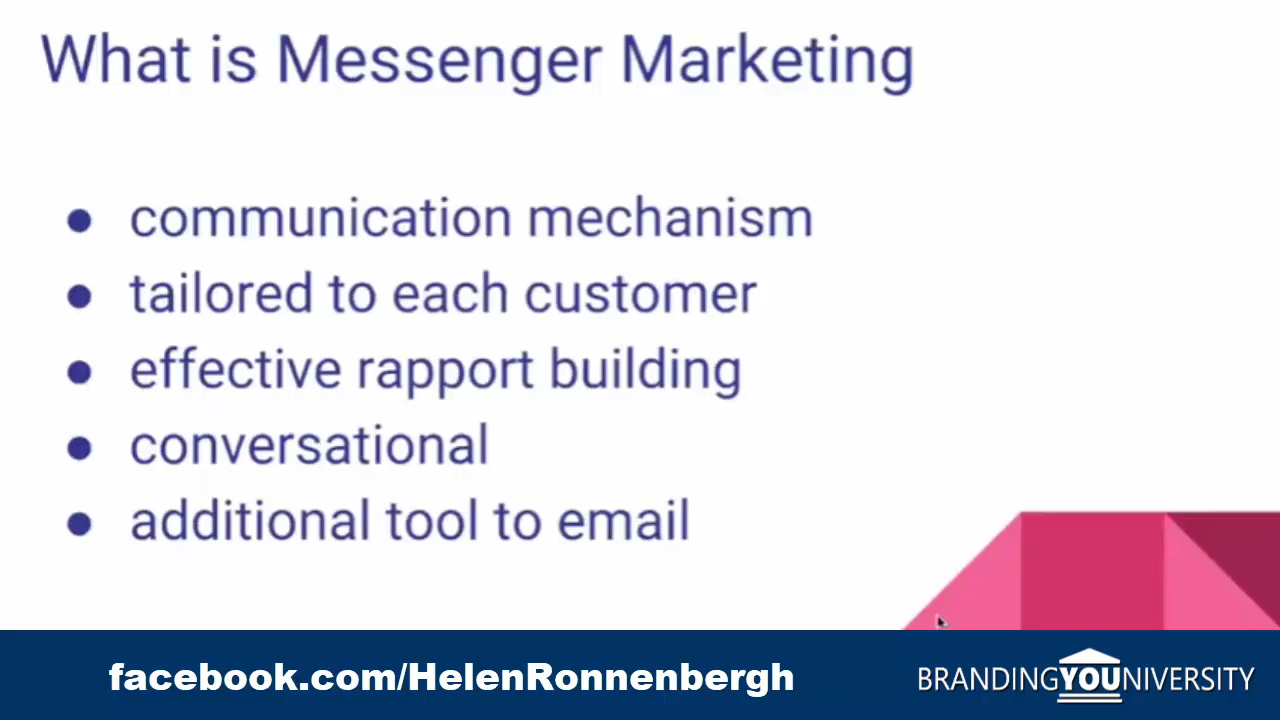 What is Messenger Marketing
● communication mechanism
● tailored to each customer
● effective rapport building
● conversational
● additional tool to email
facebook.com/HelenRonnenbergh
BRANDINGYOUNIVERSITY